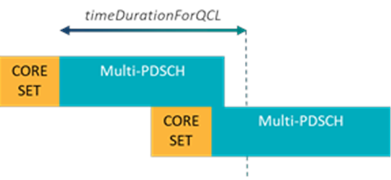 timeDurationForQCL
CORE
SET
Multi-PDSCH
CORE
SET
Multi-PDSCH